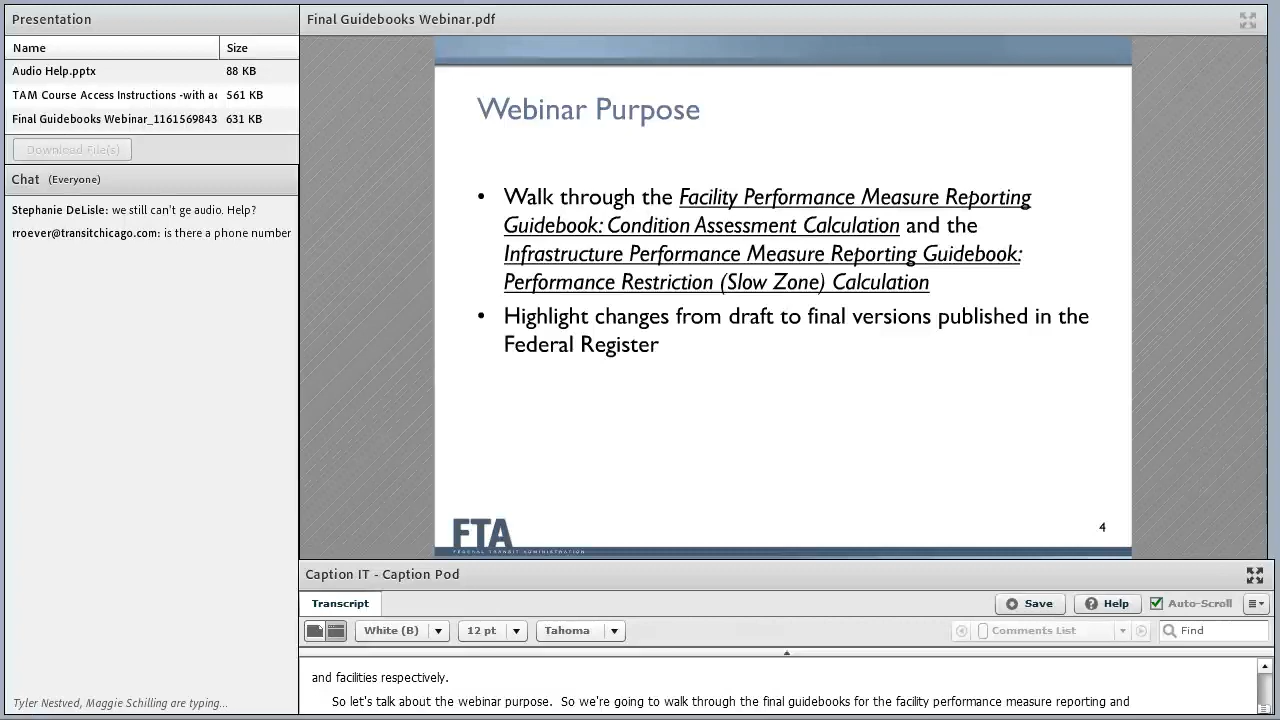 Presentation
Name Size
Audio Help.pptx 88 KB
TAM Course Access Instructions -with ac 561 KB
Final Guidebooks Webinar_1161569843 631 KB
Download File(s)
Chat (Everyone)
Stephanie DeLisle: we still can't ge audio. Help?
rroever@transitchicago.com: is there a phone number
Tyler Nestved, Maggie Schilling are typing...
Final Guidebooks Webinar.pdf
Webinar Purpose
• Walk through the Facility Performance Measure Reporting
Guidebook: Condition Assessment Calculation and the
Infrastructure Performance Measure Reporting Guidebook:
Performance Restriction (Slow Zone) Calculation
• Highlight changes from draft to final versions published in the
Federal Register
4
FTA
FEDERAL TRANSIT ADMINISTRATION
Caption IT - Caption Pod
Transcript
Save Help Auto-Scroll
White (B) 12 pt Tahoma Comments List Find
and facilities respectively.
So let's talk about the webinar purpose. So we're going to walk through the final guidebooks for the facility performance measure reporting and